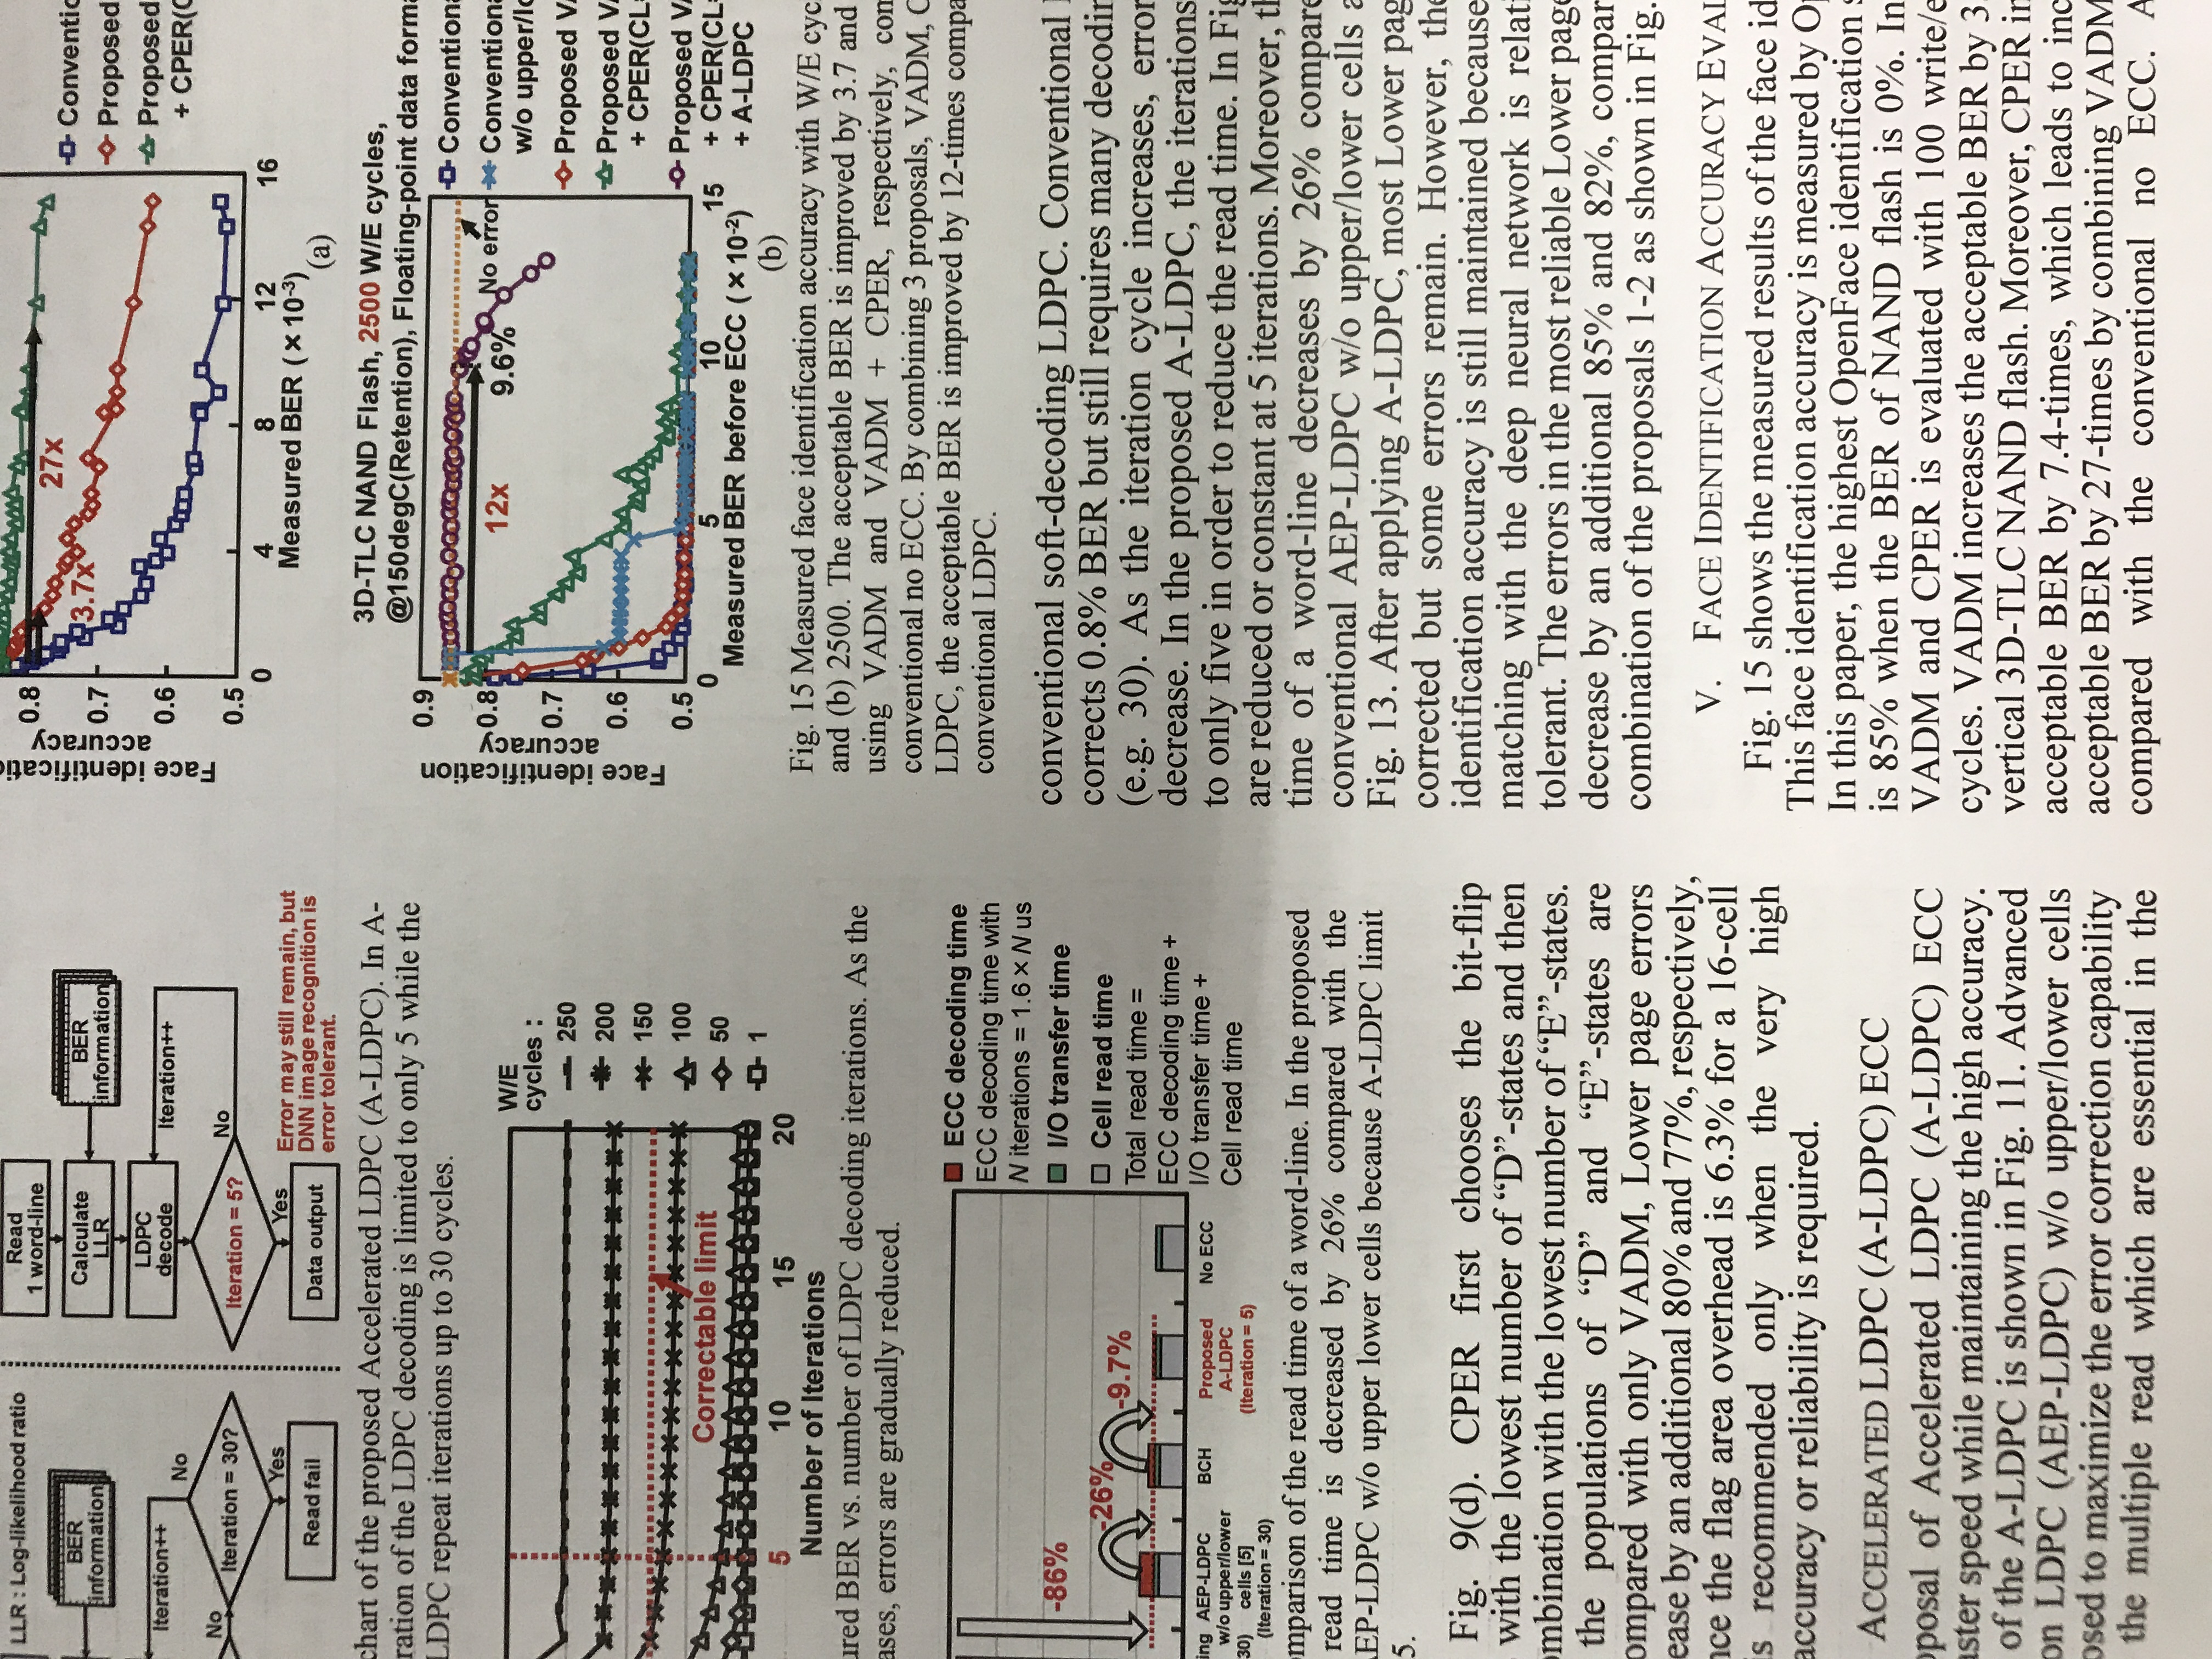 LLR : Log-likelihood ratio
BER
information
Iteration++
No
No
Iteration = 30?
Yes
Read fail
Read
1 word-line
Calculate
LLR
BER
information
LDPC
decode
Iteration++
Iteration = 5?
No
Yes
Data output
Error may still remain, but
DNN image recognition is
error tolerant.
chart of the proposed Accelerated LDPC (A-LDPC). In A-
ration of the LDPC decoding is limited to only 5 while the
LDPC repeat iterations up to 30 cycles.
W/E
cycles :
250
200
150
100
50
1
Correctable limit
5 10 15 20
Number of Iterations
ured BER vs. number of LDPC decoding iterations. As the
ases, errors are gradually reduced.
-86%
-26%
-9.7%
ECC decoding time
ECC decoding time with
N iterations = 1.6 × N us
I/O transfer time
Cell read time
Total read time =
ECC decoding time +
I/O transfer time +
Cell read time
ing AEP-LDPC BCH Proposed No ECC
w/o upper/lower A-LDPC
30) cells [5] (Iteration = 5)
(Iteration = 30)
omparison of the read time of a word-line. In the proposed
read time is decreased by 26% compared with the
AEP-LDPC w/o upper lower cells because A-LDPC limit
5.
Fig. 9(d). CPER first chooses the bit-flip
with the lowest number of “D”-states and then
ombination with the lowest number of “E”-states.
the populations of “D” and “E”-states are
ompared with only VADM, Lower page errors
ease by an additional 80% and 77%, respectively,
nce the flag area overhead is 6.3% for a 16-cell
is recommended only when the very high
accuracy or reliability is required.
ACCELERATED LDPC (A-LDPC) ECC
oposal of Accelerated LDPC (A-LDPC) ECC
aster speed while maintaining the high accuracy.
of the A-LDPC is shown in Fig. 11. Advanced
on LDPC (AEP-LDPC) w/o upper/lower cells
osed to maximize the error correction capability
the multiple read which are essential in the
Face identificatio
accuracy
0.8
0.7
0.6
0.5
27x
3.7x
0 4 8 12 16
Measured BER (×10-3)
(a)
Conventio
Proposed
Proposed
+ CPER(C
3D-TLC NAND Flash, 2500 W/E cycles,
@150degC(Retention), Floating-point data forma
Face identification
accuracy
0.9
0.8
0.7
0.6
0.5
12x
9.6%
No error
0 5 10 15
Measured BER before ECC (×10-2)
(b)
Conventiona
Conventiona
w/o upper/lo
Proposed VA
Proposed VA
+ CPER(CL=
Proposed VA
+ CPER(CL=
+ A-LDPC
Fig. 15 Measured face identification accuracy with W/E cyc
and (b) 2500. The acceptable BER is improved by 3.7 and
using VADM and VADM + CPER, respectively, com
conventional no ECC. By combining 3 proposals, VADM, C
LDPC, the acceptable BER is improved by 12-times compa
conventional LDPC.
conventional soft-decoding LDPC. Conventional
corrects 0.8% BER but still requires many decodin
(e.g. 30). As the iteration cycle increases, error
decrease. In the proposed A-LDPC, the iterations
to only five in order to reduce the read time. In Fig
are reduced or constant at 5 iterations. Moreover, th
time of a word-line decreases by 26% compare
conventional AEP-LDPC w/o upper/lower cells a
Fig. 13. After applying A-LDPC, most Lower pag
corrected but some errors remain. However, the
identification accuracy is still maintained because
matching with the deep neural network is relati
tolerant. The errors in the most reliable Lower page
decrease by an additional 85% and 82%, compar
combination of the proposals 1-2 as shown in Fig.
V. FACE IDENTIFICATION ACCURACY EVAL
Fig. 15 shows the measured results of the face id
This face identification accuracy is measured by Op
In this paper, the highest OpenFace identification s
is 85% when the BER of NAND flash is 0%. In
VADM and CPER is evaluated with 100 write/e
cycles. VADM increases the acceptable BER by 3.
vertical 3D-TLC NAND flash. Moreover, CPER in
acceptable BER by 7.4-times, which leads to inc
acceptable BER by 27-times by combining VADM
compared with the conventional no ECC. A